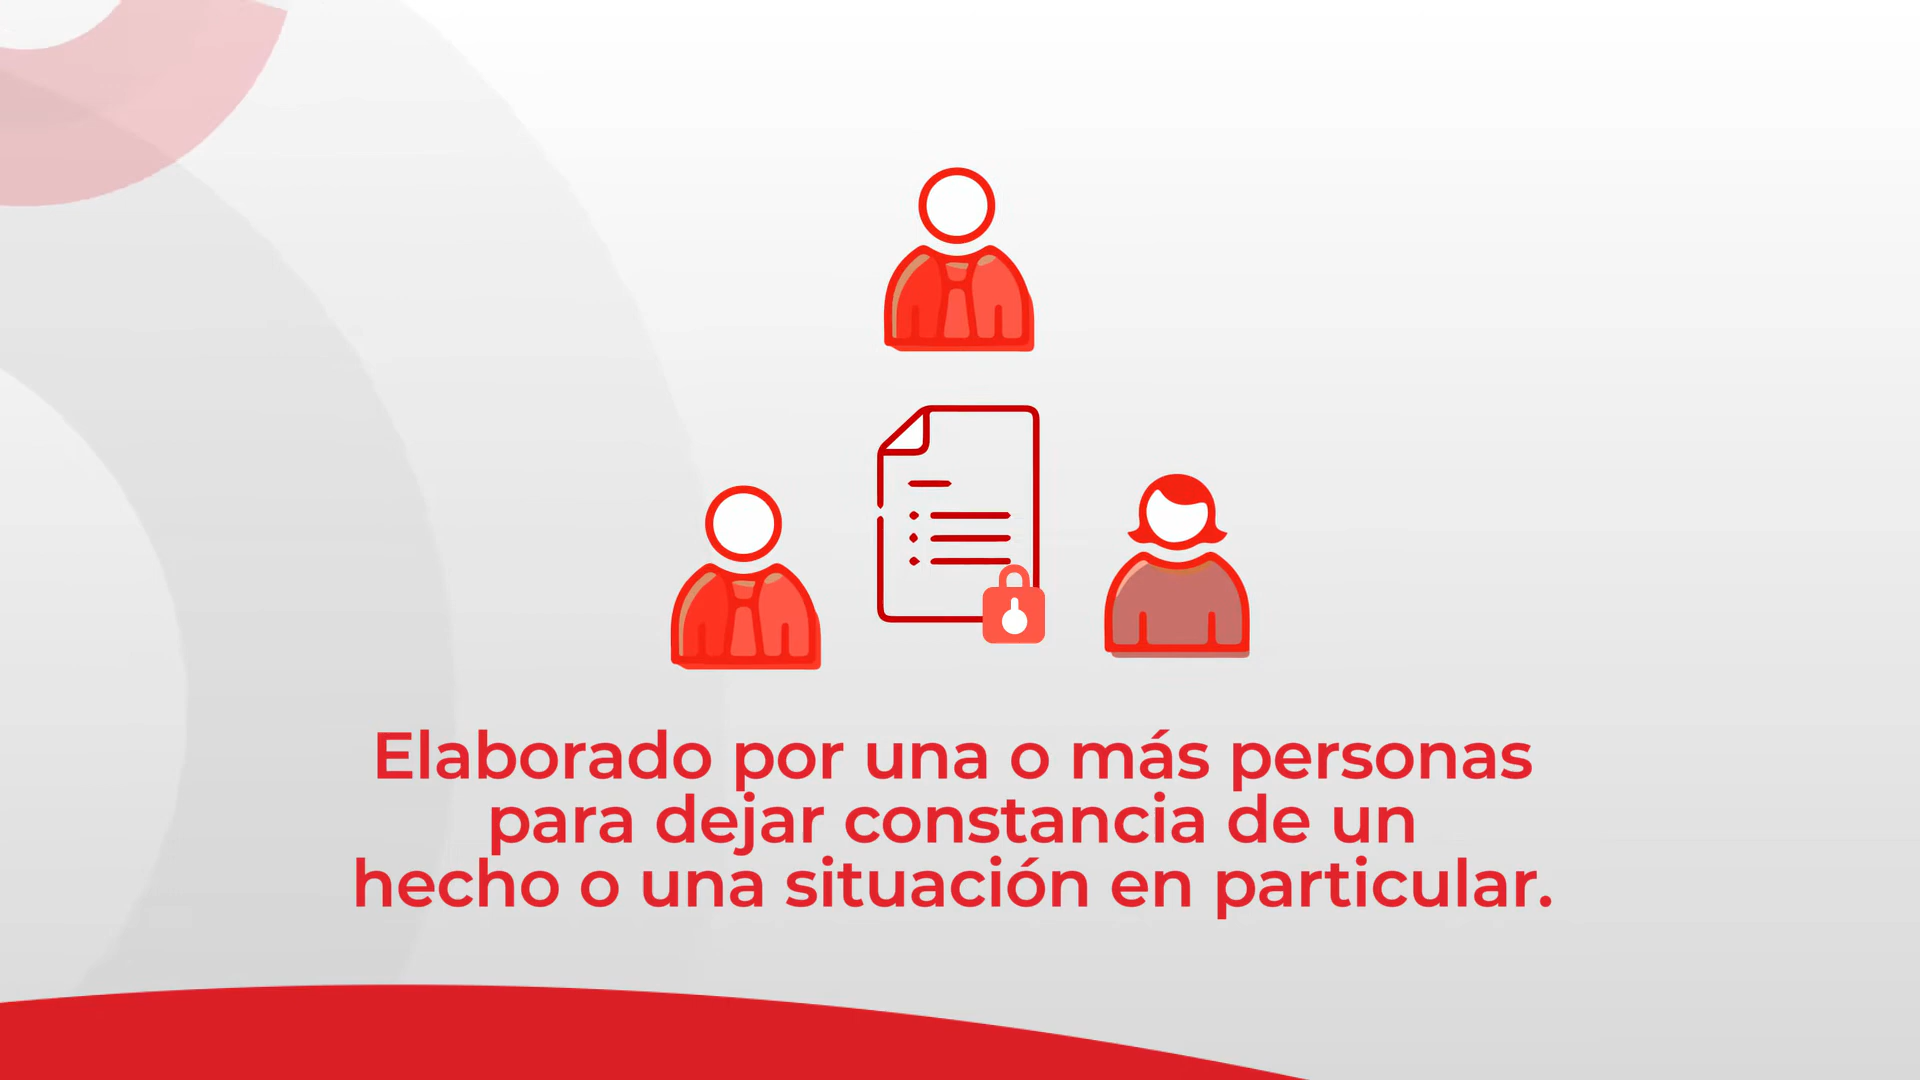 Elaborado por una o más personas
para dejar constancia de un
hecho o una situación en particular.